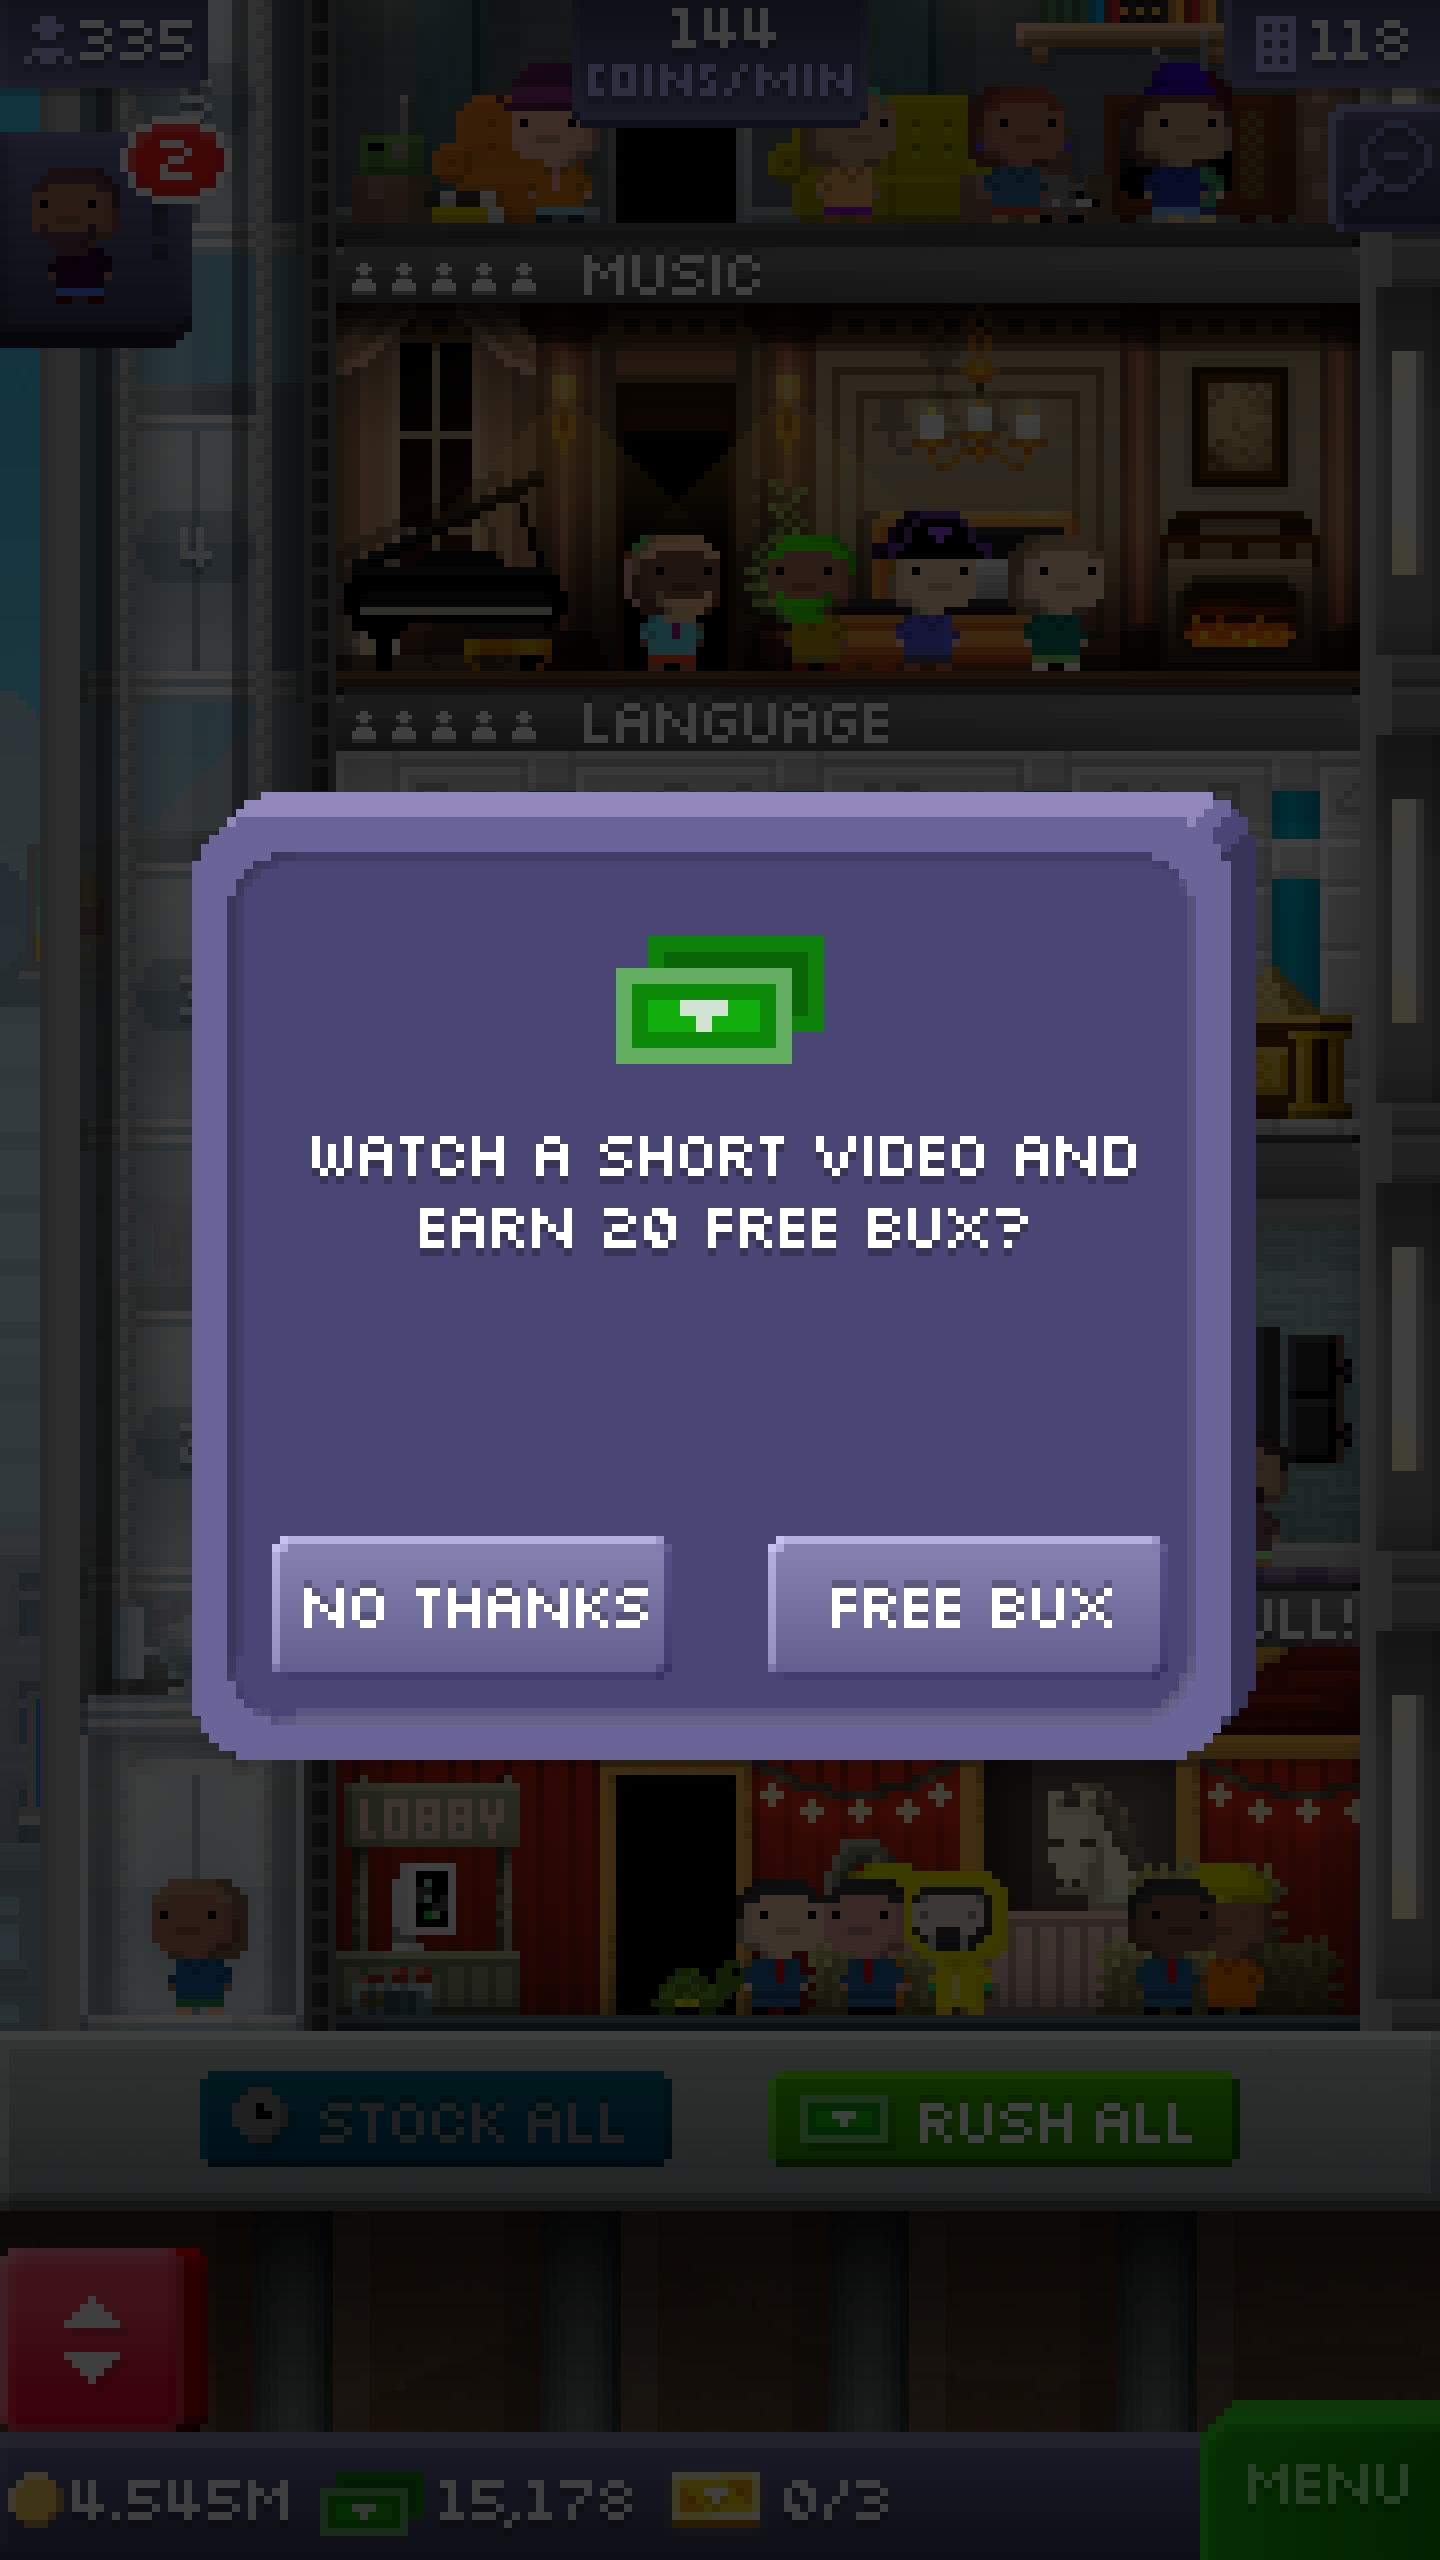 335
144
COINS/MIN
118
2
MUSIC
4
LANGUAGE
WATCH A SHORT VIDEO AND
EARN 20 FREE BUX?
NO THANKS
FREE BUX
LOBBY
STOCK ALL
RUSH ALL
4.545M
15,178
0/3
MENU